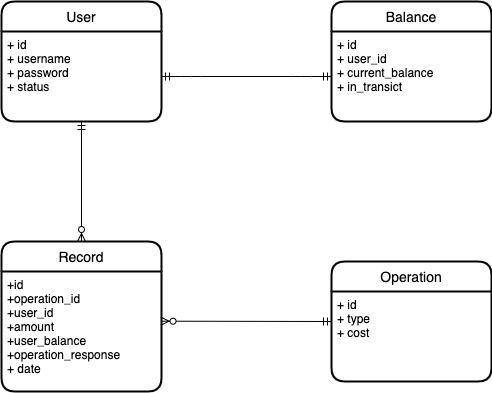 User
+ id
+ username
+ password
+ status
Balance
+ id
+ user_id
+ current_balance
+ in_transict
Record
+id
+operation_id
+user_id
+amount
+user_balance
+operation_response
+ date
Operation
+ id
+ type
+ cost